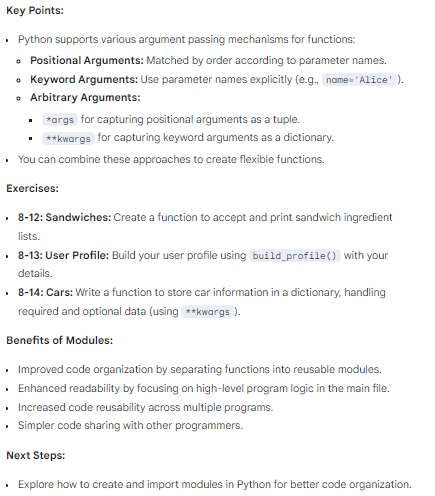 Key Points:
• Python supports various argument passing mechanisms for functions:
◦ Positional Arguments: Matched by order according to parameter names.
◦ Keyword Arguments: Use parameter names explicitly (e.g., name='Alice' ).
◦ Arbitrary Arguments:
▪ *args for capturing positional arguments as a tuple.
▪ **kwargs for capturing keyword arguments as a dictionary.
• You can combine these approaches to create flexible functions.
Exercises:
• 8-12: Sandwiches: Create a function to accept and print sandwich ingredient
lists.
• 8-13: User Profile: Build your user profile using build_profile() with your
details.
• 8-14: Cars: Write a function to store car information in a dictionary, handling
required and optional data (using **kwargs ).
Benefits of Modules:
• Improved code organization by separating functions into reusable modules.
• Enhanced readability by focusing on high-level program logic in the main file.
• Increased code reusability across multiple programs.
• Simpler code sharing with other programmers.
Next Steps:
• Explore how to create and import modules in Python for better code organization.